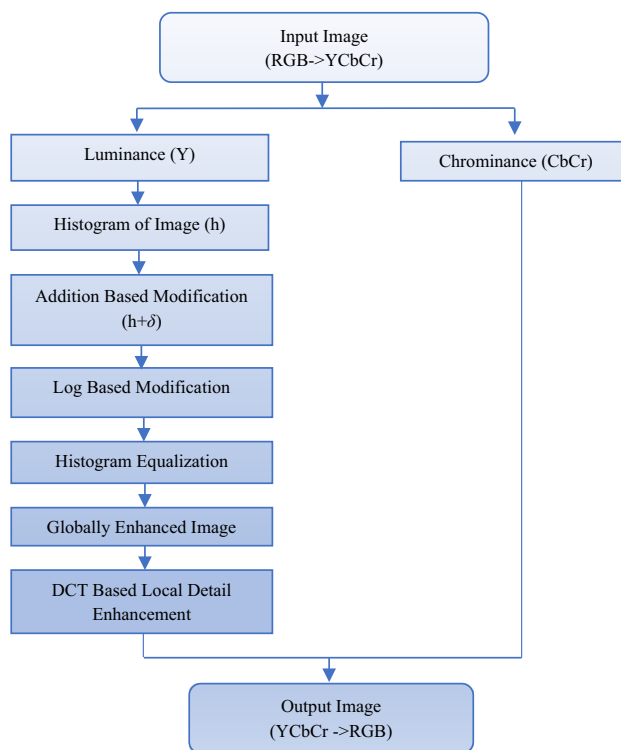 Input Image
(RGB->YCbCr)
Luminance (Y)
Chrominance (CbCr)
Histogram of Image (h)
Addition Based Modification
(h+δ)
Log Based Modification
Histogram Equalization
Globally Enhanced Image
DCT Based Local Detail
Enhancement
Output Image
(YCbCr ->RGB)